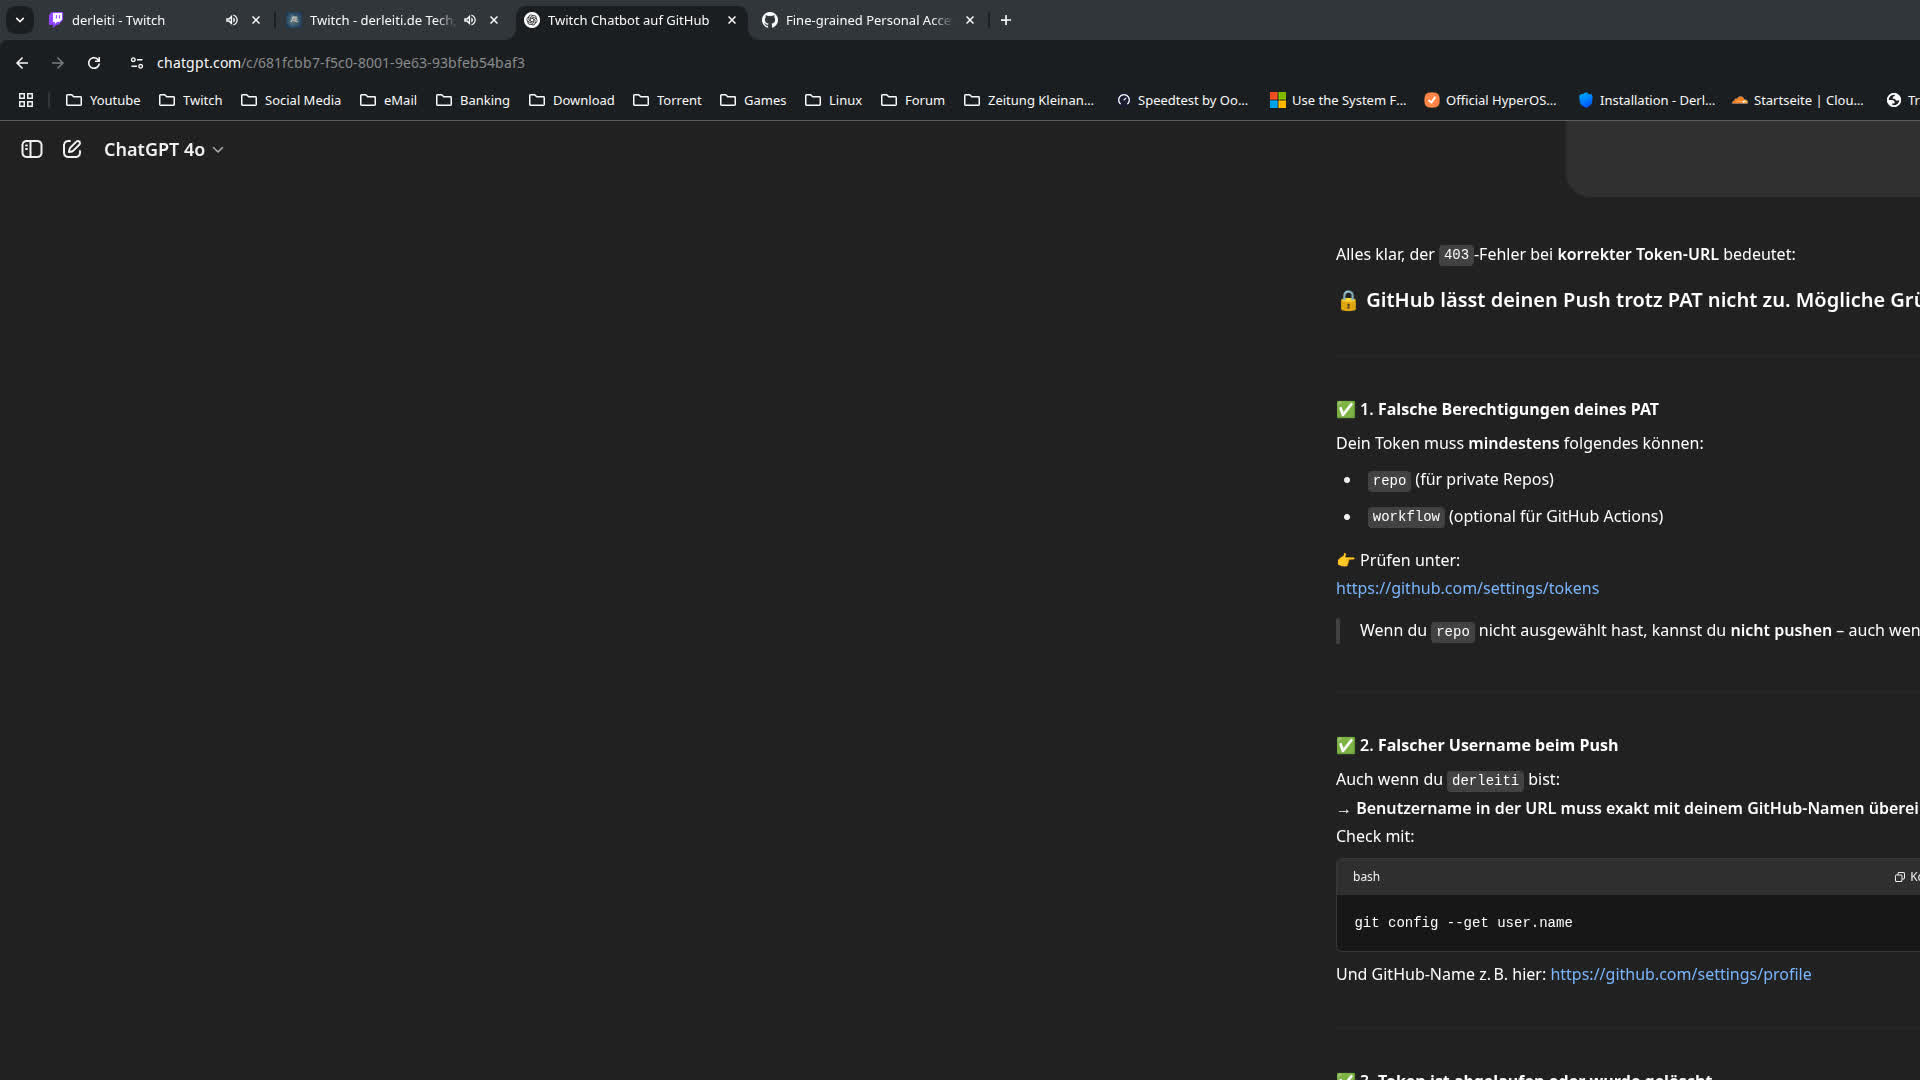 derleiti - Twitch
Twitch - derleiti.de Tech
Twitch Chatbot auf GitHub
Fine-grained Personal Acce
chatgpt.com/c/681fcbb7-f5c0-8001-9e63-93bfeb54baf3
Youtube
Twitch
Social Media
eMail
Banking
Download
Torrent
Games
Linux
Forum
Zeitung Kleinan...
Speedtest by Oo...
Use the System F...
Official HyperOS...
Installation - Derl...
Startseite | Clou...
Tr
ChatGPT 4o
Alles klar, der 403-Fehler bei korrekter Token-URL bedeutet:
🔒 GitHub lässt deinen Push trotz PAT nicht zu. Mögliche Grü
✅ 1. Falsche Berechtigungen deines PAT
Dein Token muss mindestens folgendes können:
• repo (für private Repos)
• workflow (optional für GitHub Actions)
👉 Prüfen unter:
https://github.com/settings/tokens
Wenn du repo nicht ausgewählt hast, kannst du nicht pushen – auch wen
✅ 2. Falscher Username beim Push
Auch wenn du derleiti bist:
→ Benutzername in der URL muss exakt mit deinem GitHub-Namen überei
Check mit:
bash
Ko
git config --get user.name
Und GitHub-Name z. B. hier: https://github.com/settings/profile
✅ 3. Token ist abgelaufen oder wurde gelöscht